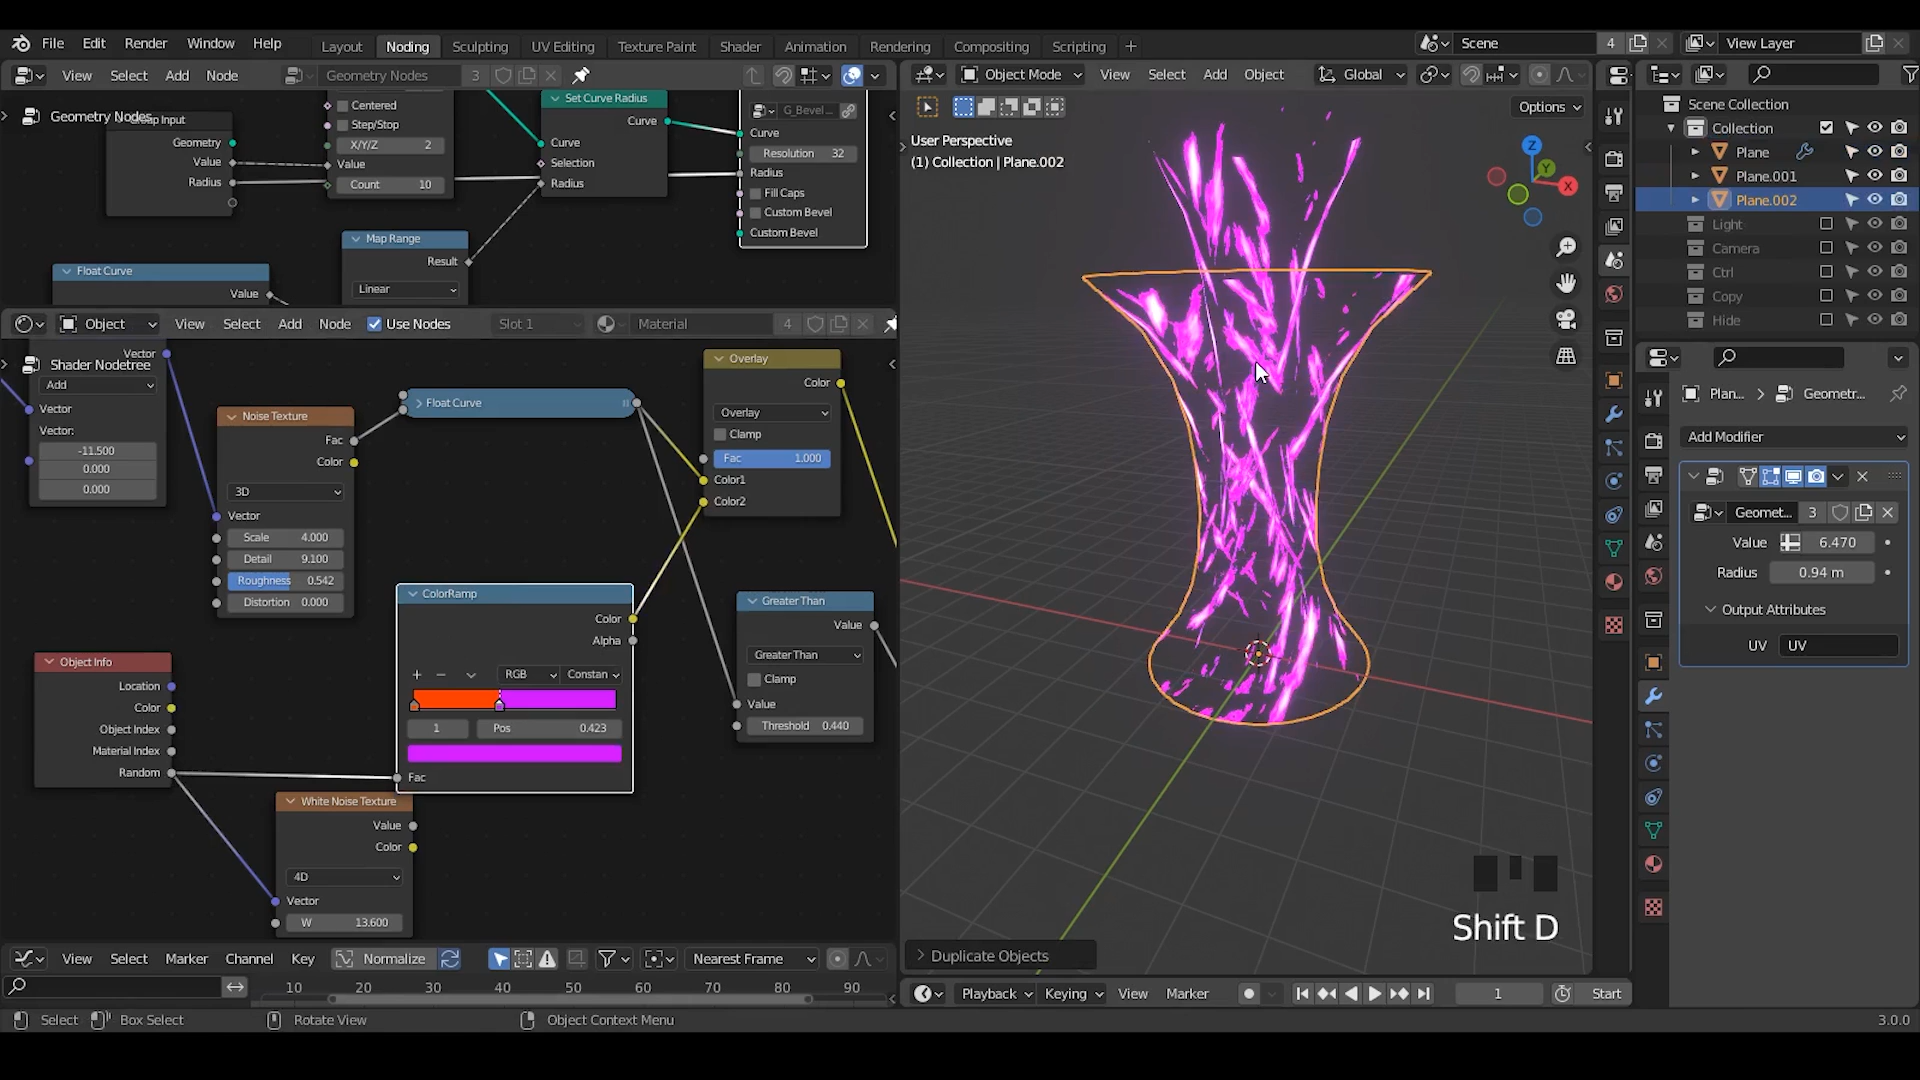 File Edit Render Window Help
Layout Noding Sculpting UV Editing Texture Paint Shader Animation Rendering Compositing Scripting +
Scene 4 View Layer
View Select Add Node Geometry Nodes 3
Object Mode View Select Add Object Global
Options
Geometry Nodes
Group Input
Geometry
Value
Radius
Centered
Step/Stop
X/Y/Z 2
Value
Count 10
Set Curve Radius
Curve
Curve
Selection
Radius
G_Bevel...
Curve
Resolution 32
Radius
Fill Caps
Custom Bevel
Custom Bevel
Map Range
Result
Linear
Float Curve
Value
Object View Select Add Node Use Nodes Slot 1 Material 4
Shader Nodetree
Vector
Add
Vector
Vector:
-11.500
0.000
0.000
Noise Texture
Fac
Color
3D
Vector
Scale 4.000
Detail 9.100
Roughness 0.542
Distortion 0.000
Float Curve
Overlay
Color
Overlay
Clamp
Fac 1.000
Color1
Color2
ColorRamp
Color
Alpha
+ − RGB Constan
1 Pos 0.423
Fac
Greater Than
Value
Greater Than
Clamp
Value
Threshold 0.440
Object Info
Location
Color
Object Index
Material Index
Random
White Noise Texture
Value
Color
4D
Vector
W 13.600
User Perspective
(1) Collection | Plane.002
Z
Y
X
Shift D
Duplicate Objects
Scene Collection
Collection
Plane
Plane.001
Plane.002
Light
Camera
Ctrl
Copy
Hide
Plan... > Geometr...
Add Modifier
Geomet... 3
Value 6.470
Radius 0.94 m
Output Attributes
UV UV
View Select Marker Channel Key Normalize Nearest Frame
10 20 30 40 50 60 70 80 90
Playback Keying View Marker 1 Start
Select Box Select Rotate View Object Context Menu 3.0.0